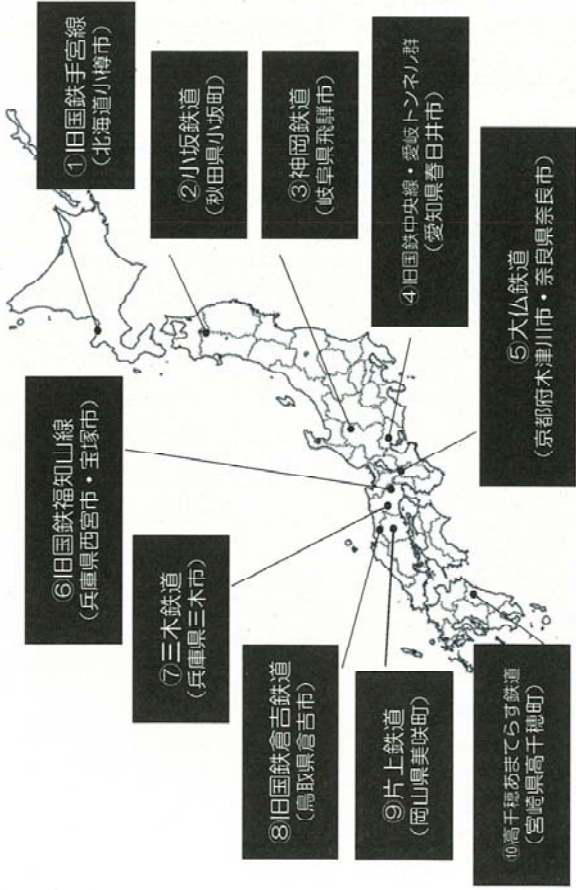 ①旧国鉄手宮線
（北海道小樽市）
②小坂鉄道
（秋田県小坂町）
③神岡鉄道
（岐阜県飛騨市）
④旧国鉄中央線・愛岐トンネル群
（愛知県春日井市）
⑤大仏鉄道
（京都府木津川市・奈良県奈良市）
⑥旧国鉄福知山線
（兵庫県西宮市・宝塚市）
⑦三木鉄道
（兵庫県三木市）
⑧旧国鉄倉吉鉄道
（鳥取県倉吉市）
⑨片上鉄道
（岡山県美咲町）
⑩高千穂あまてらす鉄道
（宮崎県高千穂町）